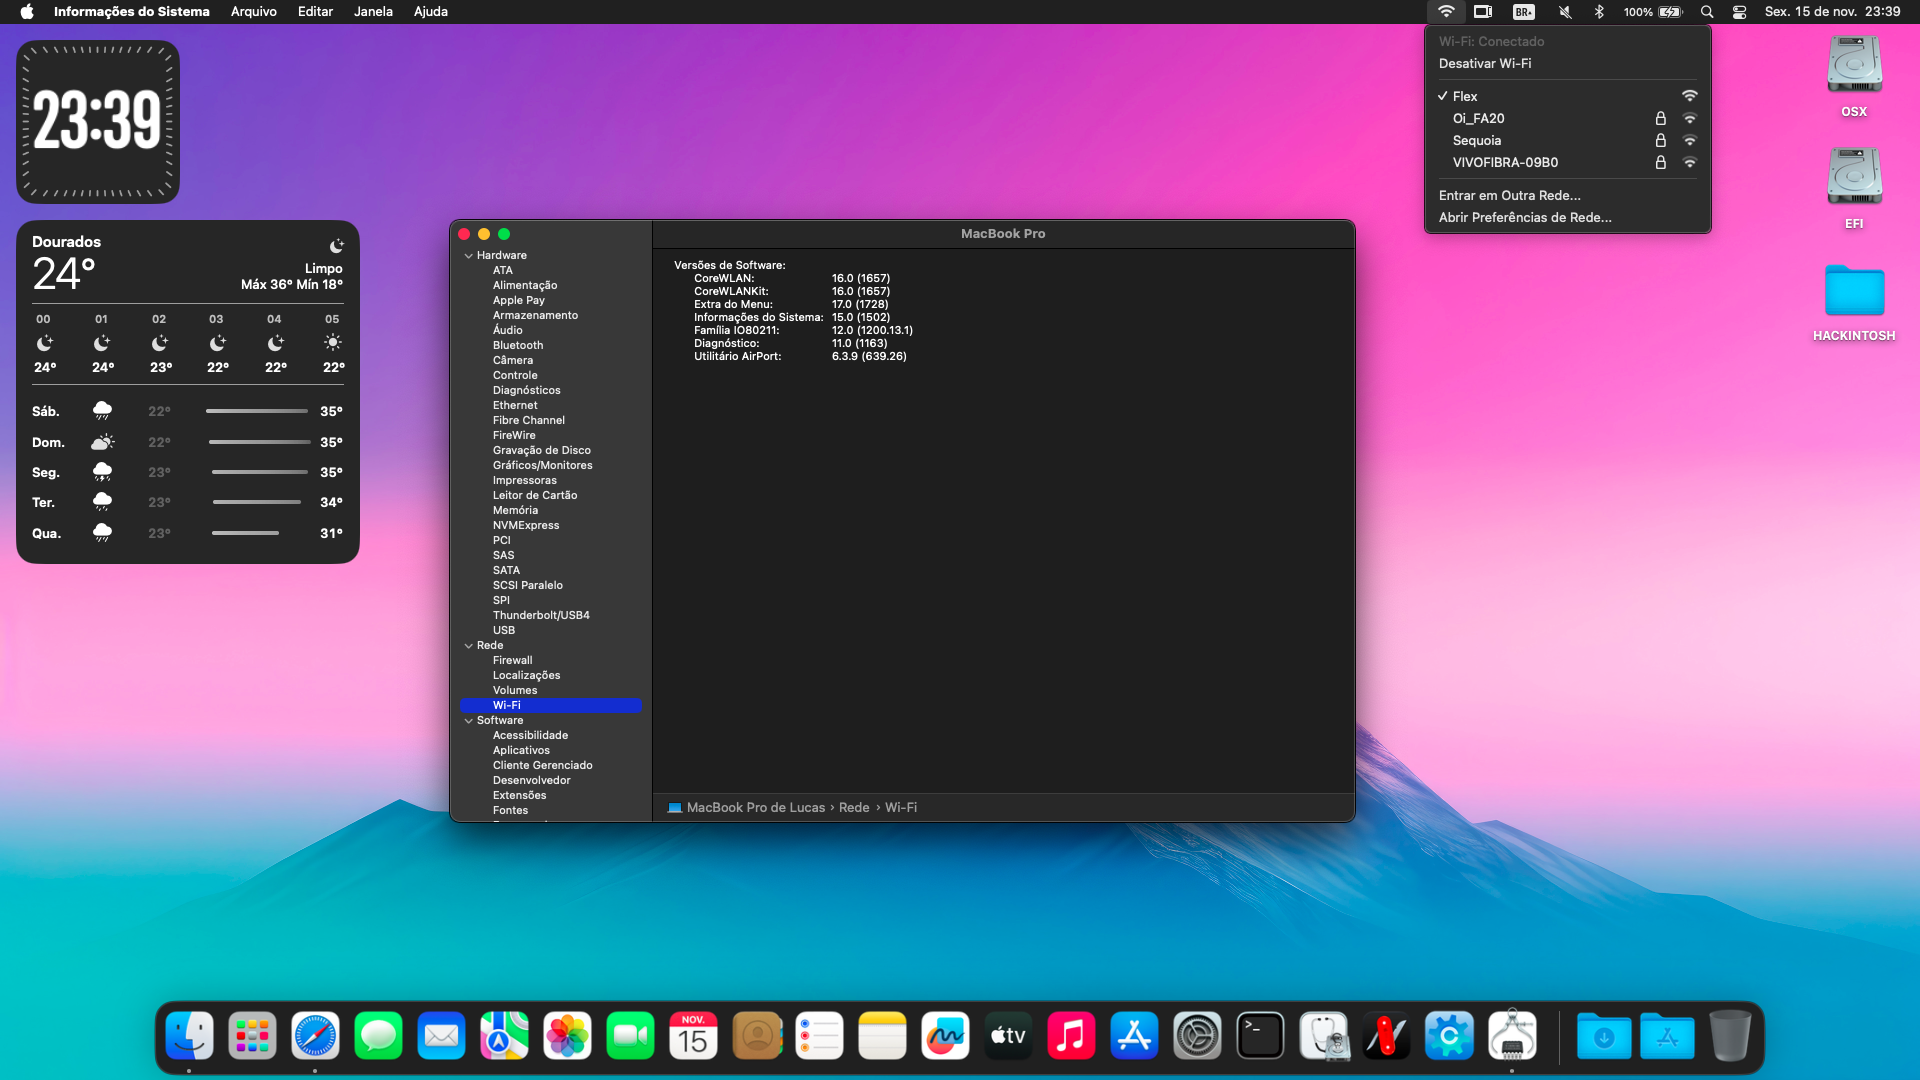 Informações do Sistema Arquivo Editar Janela Ajuda
BR
100%
Sex. 15 de nov. 23:39
23:39
Dourados
24°
Limpo
Máx 36° Mín 18°
00 01 02 03 04 05
24° 24° 23° 22° 22° 22°
Sáb. 22° 35°
Dom. 22° 35°
Seg. 23° 35°
Ter. 23° 34°
Qua. 23° 31°
MacBook Pro
Hardware
ATA
Alimentação
Apple Pay
Armazenamento
Áudio
Bluetooth
Câmera
Controle
Diagnósticos
Ethernet
Fibre Channel
FireWire
Gravação de Disco
Gráficos/Monitores
Impressoras
Leitor de Cartão
Memória
NVMExpress
PCI
SAS
SATA
SCSI Paralelo
SPI
Thunderbolt/USB4
USB
Rede
Firewall
Localizações
Volumes
Wi-Fi
Software
Acessibilidade
Aplicativos
Cliente Gerenciado
Desenvolvedor
Extensões
Fontes
Versões de Software:
CoreWLAN: 16.0 (1657)
CoreWLANKit: 16.0 (1657)
Extra do Menu: 17.0 (1728)
Informações do Sistema: 15.0 (1502)
Família IO80211: 12.0 (1200.13.1)
Diagnóstico: 11.0 (1163)
Utilitário AirPort: 6.3.9 (639.26)
MacBook Pro de Lucas › Rede › Wi-Fi
Wi-Fi: Conectado
Desativar Wi-Fi
✓ Flex
Oi_FA20
Sequoia
VIVOFIBRA-09B0
Entrar em Outra Rede...
Abrir Preferências de Rede...
OSX
EFI
HACKINTOSH
NOV.
15
tv
>_